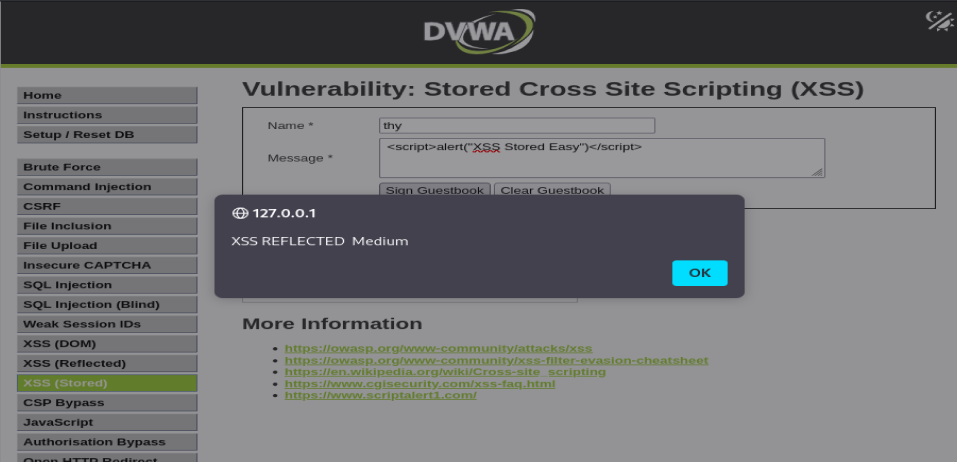 DVWA
Vulnerability: Stored Cross Site Scripting (XSS)
Home
Instructions
Setup / Reset DB
Brute Force
Command Injection
CSRF
File Inclusion
File Upload
Insecure CAPTCHA
SQL Injection
SQL Injection (Blind)
Weak Session IDs
XSS (DOM)
XSS (Reflected)
XSS (Stored)
CSP Bypass
JavaScript
Authorisation Bypass
Open HTTP Redirect
Name * thy
Message * <script>alert("XSS Stored Easy")</script>
Sign Guestbook Clear Guestbook
127.0.0.1
XSS REFLECTED  Medium
OK
More Information
https://owasp.org/www-community/attacks/xss
https://owasp.org/www-community/xss-filter-evasion-cheatsheet
https://en.wikipedia.org/wiki/Cross-site_scripting
https://www.cgisecurity.com/xss-faq.html
https://www.scriptalert1.com/